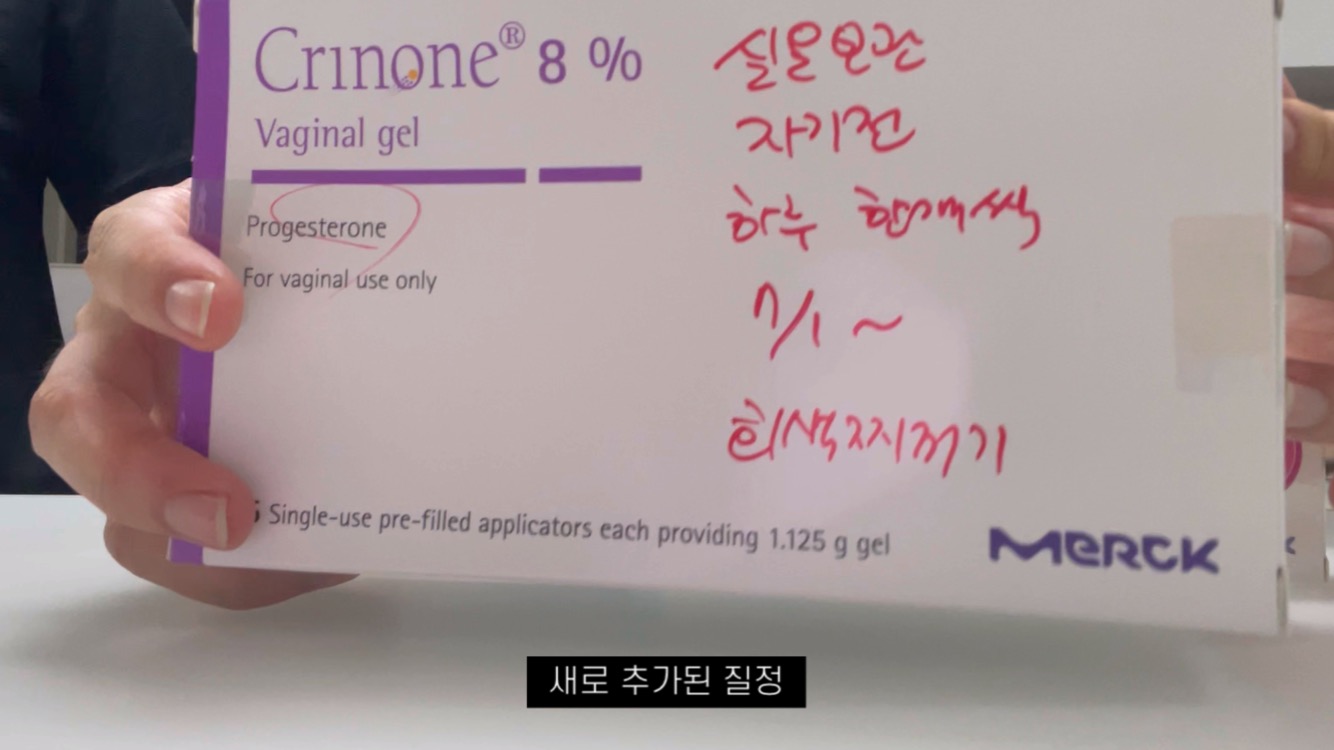 Crinone® 8 %
Vaginal gel
Progesterone
For vaginal use only
실온보관
자기전
하루 한개씩
7/1 ~
흰색찌꺼기
Single-use pre-filled applicators each providing 1.125 g gel
MERCK
새로 추가된 질정